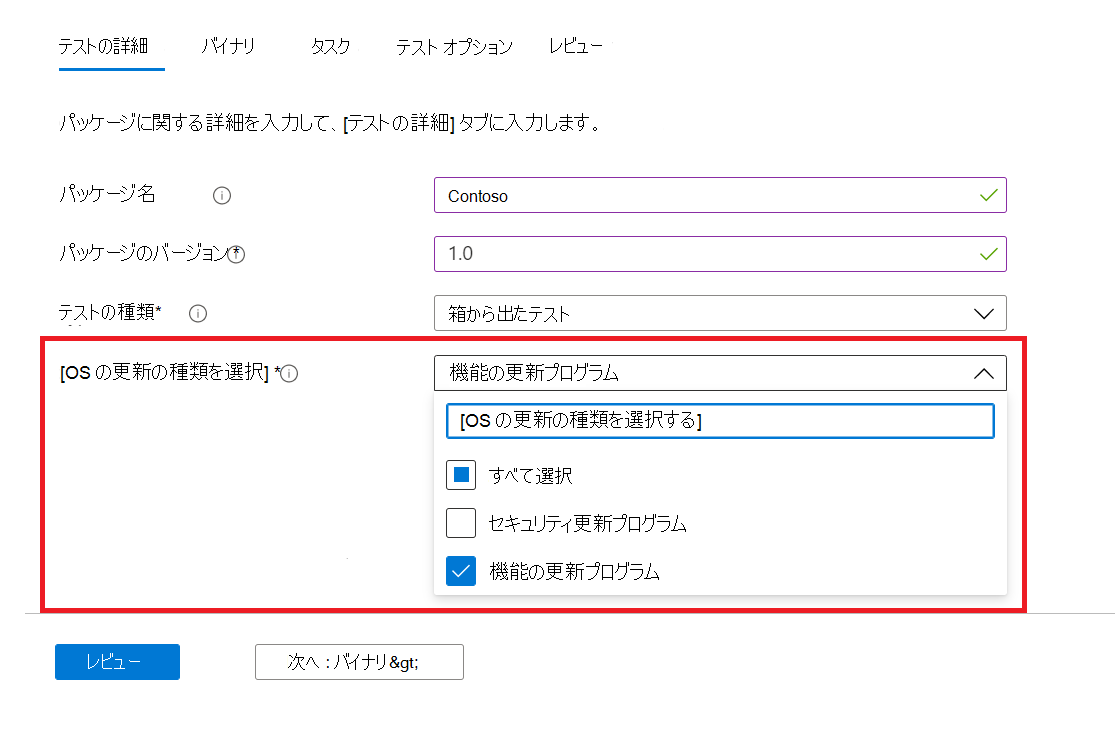 テストの詳細 バイナリ タスク テスト オプション レビュー
パッケージに関する詳細を入力して、[テストの詳細] タブに入力します。
パッケージ名 Contoso
パッケージのバージョン* 1.0
テストの種類* 箱から出たテスト
[OS の更新の種類を選択] * 機能の更新プログラム
[OS の更新の種類を選択する]
すべて選択
セキュリティ更新プログラム
機能の更新プログラム
レビュー 次へ : バイナリ&gt;